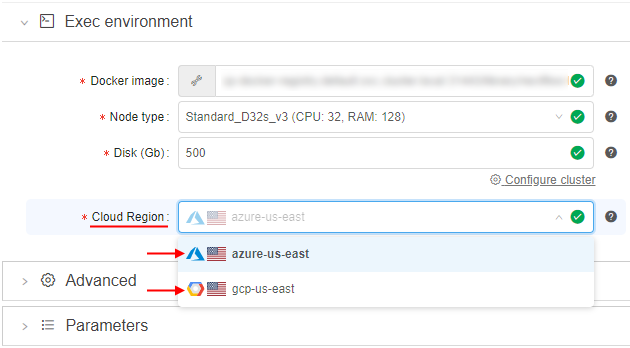 Exec environment
* Docker image:
* Node type: Standard_D32s_v3 (CPU: 32, RAM: 128)
* Disk (Gb): 500
Configure cluster
* Cloud Region: azure-us-east
azure-us-east
gcp-us-east
Advanced
Parameters